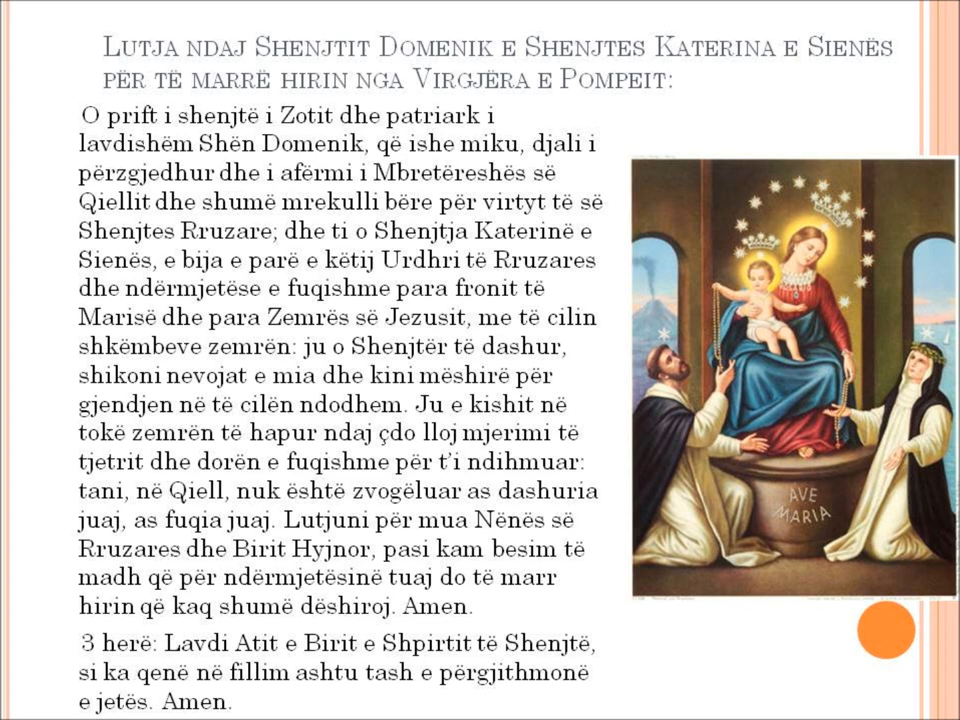 LUTJA NDAJ SHENJTIT DOMENIK E SHENJTES KATERINA E SIENËS
PËR TË MARRË HIRIN NGA VIRGJËRA E POMPEIT:
O prift i shenjtë i Zotit dhe patriark i
lavdishëm Shën Domenik, që ishe miku, djali i
përzgjedhur dhe i afërmi i Mbretëreshës së
Qiellit dhe shumë mrekulli bëre për virtyt të së
Shenjtes Rruzare; dhe ti o Shenjtja Katerinë e
Sienës, e bija e parë e këtij Urdhri të Rruzares
dhe ndërmjetëse e fuqishme para fronit të
Marisë dhe para Zemrës së Jezusit, me të cilin
shkëmbeve zemrën: ju o Shenjtër të dashur,
shikoni nevojat e mia dhe kini mëshirë për
gjendjen në të cilën ndodhem. Ju e kishit në
tokë zemrën të hapur ndaj çdo lloj mjerimi të
tjetrit dhe dorën e fuqishme për t'i ndihmuar:
tani, në Qiell, nuk është zvogëluar as dashuria
juaj, as fuqia juaj. Lutjuni për mua Nënës së
Rruzares dhe Birit Hyjnor, pasi kam besim të
madh që për ndërmjetësinë tuaj do të marr
hirin që kaq shumë dëshiroj. Amen.
3 herë: Lavdi Atit e Birit e Shpirtit të Shenjtë,
si ka qenë në fillim ashtu tash e përgjithmonë
e jetës. Amen.
AVE
MARIA